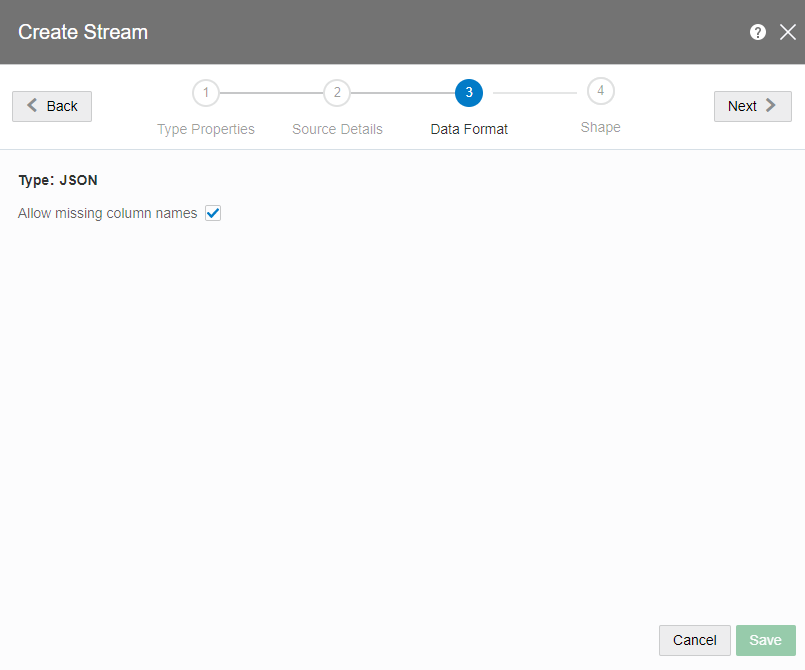 Create Stream
?
Back
1
2
3
4
Next
Type Properties
Source Details
Data Format
Shape
Type: JSON
Allow missing column names
Cancel
Save